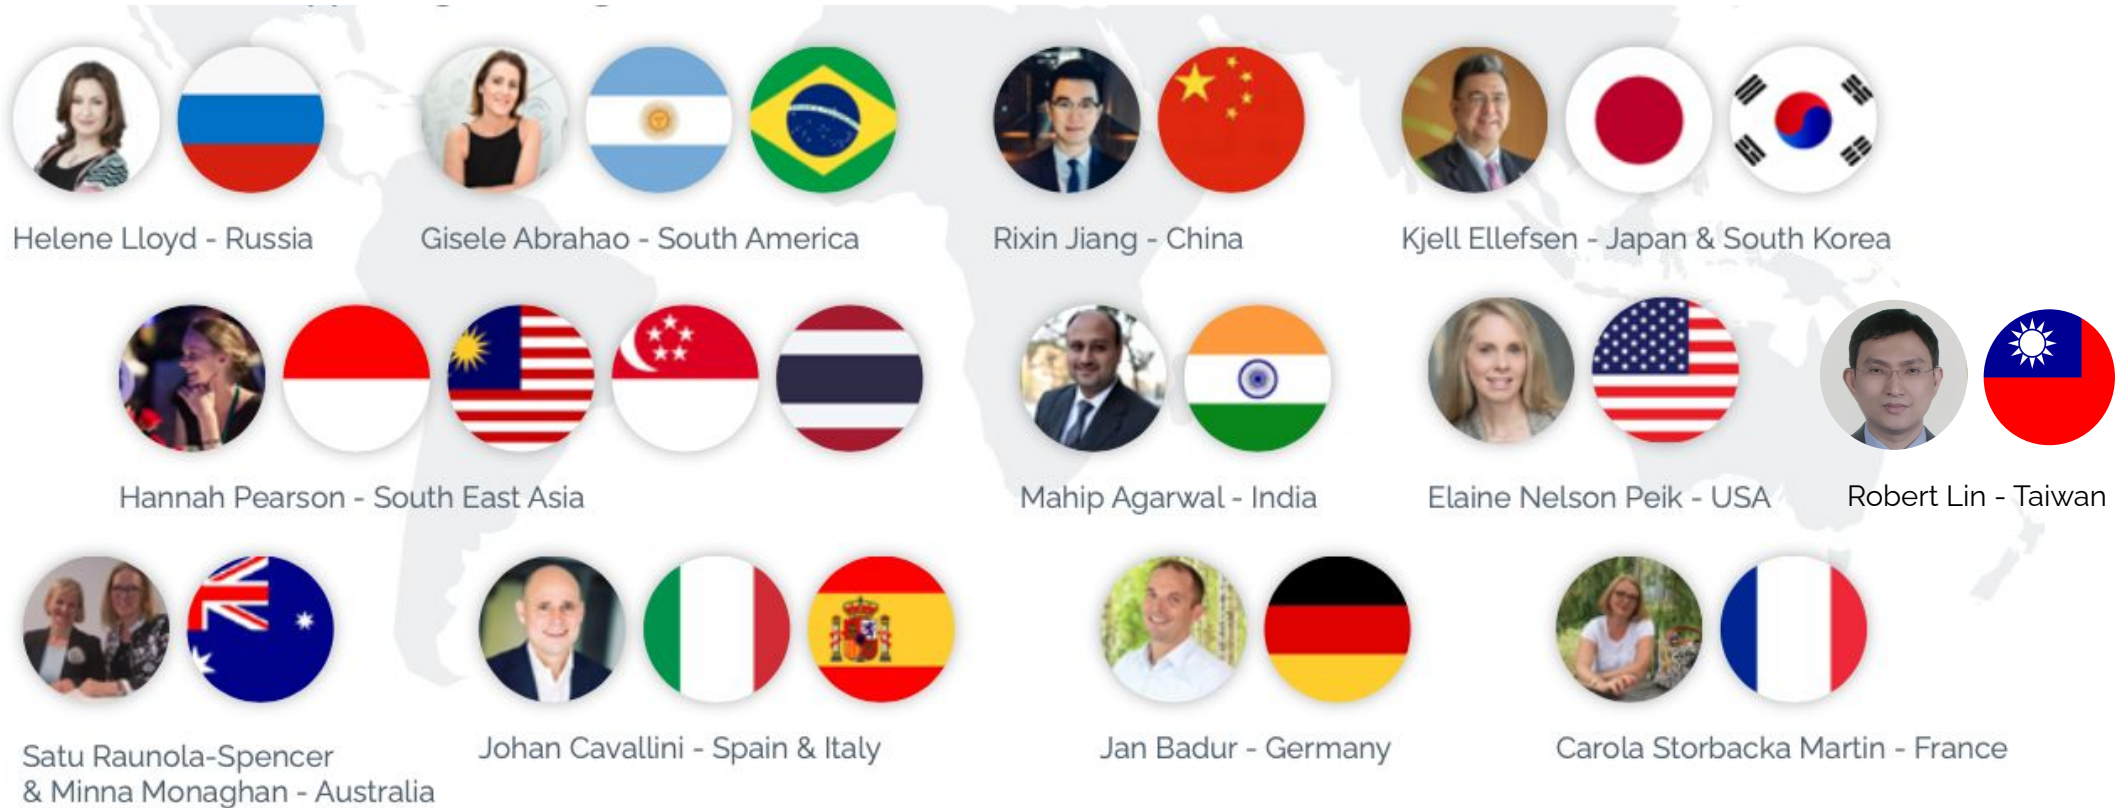 Helene Lloyd - Russia
Gisele Abrahao - South America
Rixin Jiang - China
Kjell Ellefsen - Japan & South Korea
Hannah Pearson - South East Asia
Mahip Agarwal - India
Elaine Nelson Peik - USA
Robert Lin - Taiwan
Satu Raunola-Spencer
& Minna Monaghan - Australia
Johan Cavallini - Spain & Italy
Jan Badur - Germany
Carola Storbacka Martin - France